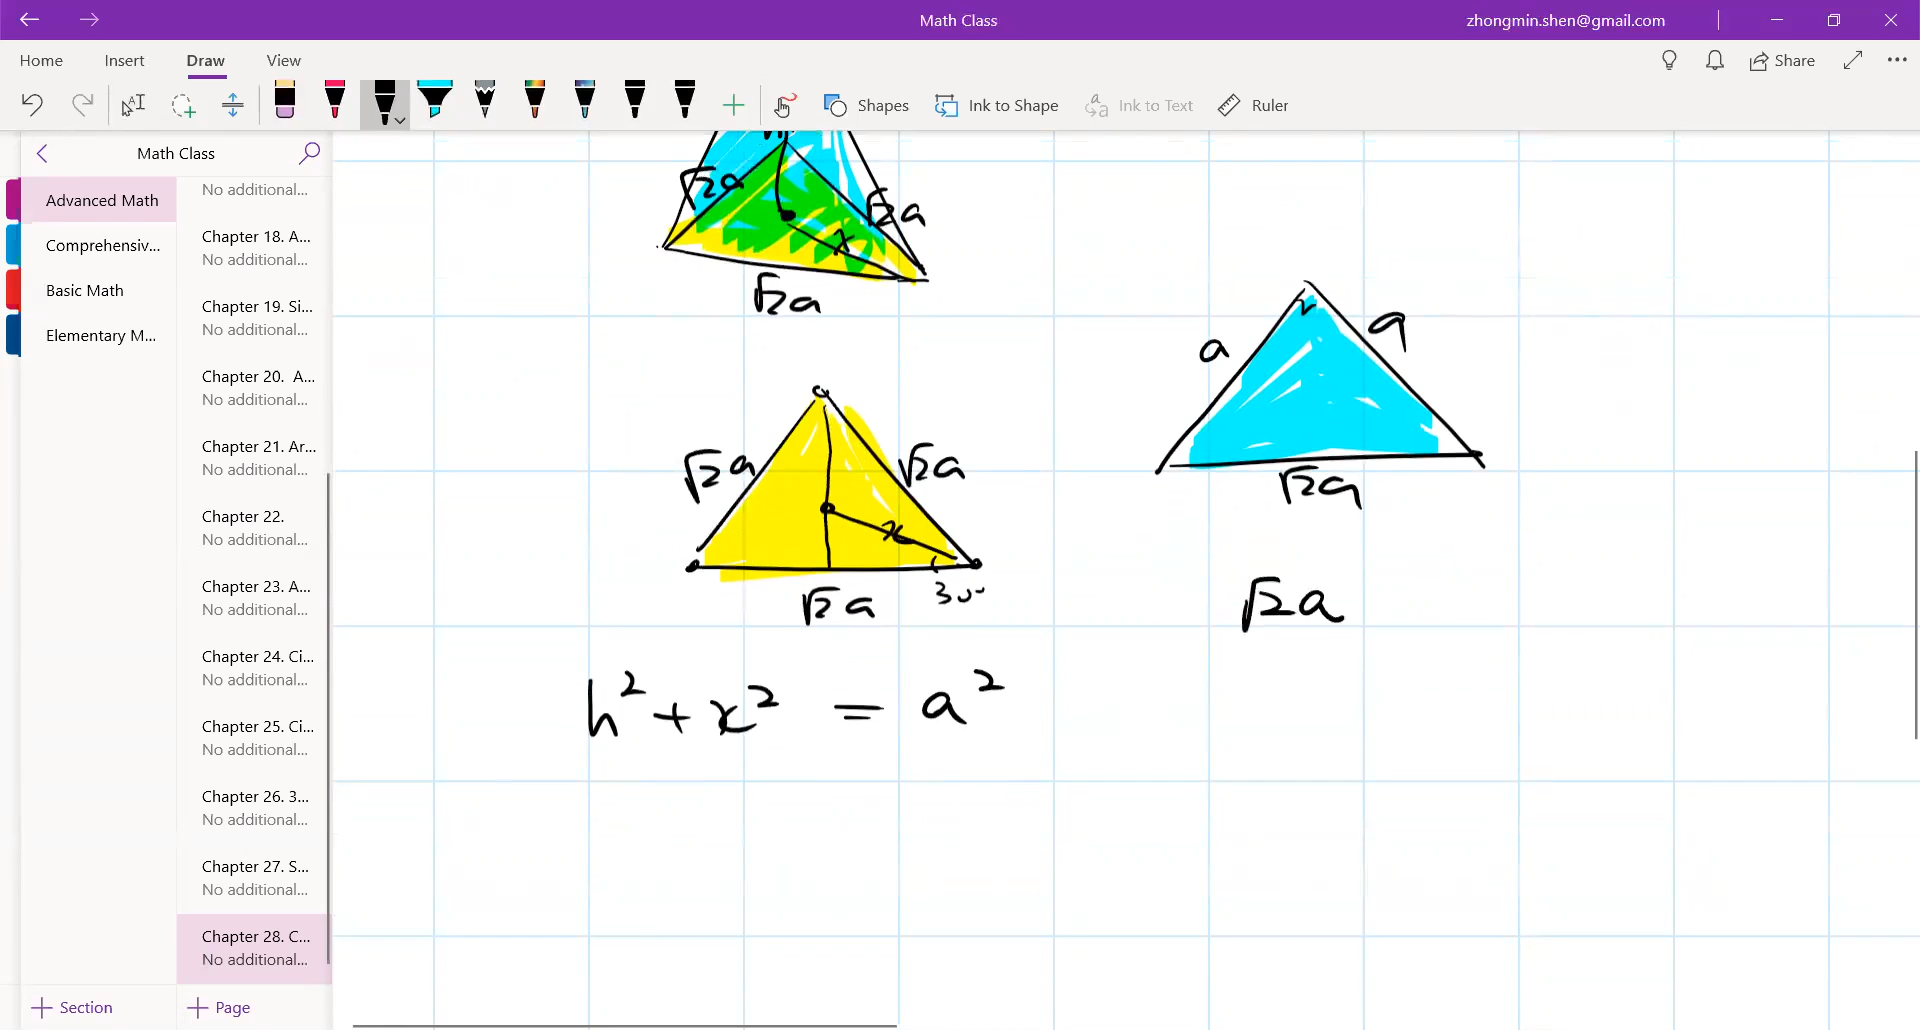 Math Class
zhongmin.shen@gmail.com
Home Insert Draw View
Share
Shapes Ink to Shape Ink to Text Ruler
Math Class
Advanced Math
Comprehensiv...
Basic Math
Elementary M...
No additional...
Chapter 18. A...
No additional...
Chapter 19. Si...
No additional...
Chapter 20. A...
No additional...
Chapter 21. Ar...
No additional...
Chapter 22.
No additional...
Chapter 23. A...
No additional...
Chapter 24. Ci...
No additional...
Chapter 25. Ci...
No additional...
Chapter 26. 3...
No additional...
Chapter 27. S...
No additional...
Chapter 28. C...
No additional...
Section
Page
√2a
√2a
x
√2a
a
a
√2a
√2a
√2a
√2a
x
√2a
√2a
h² + x² = a²